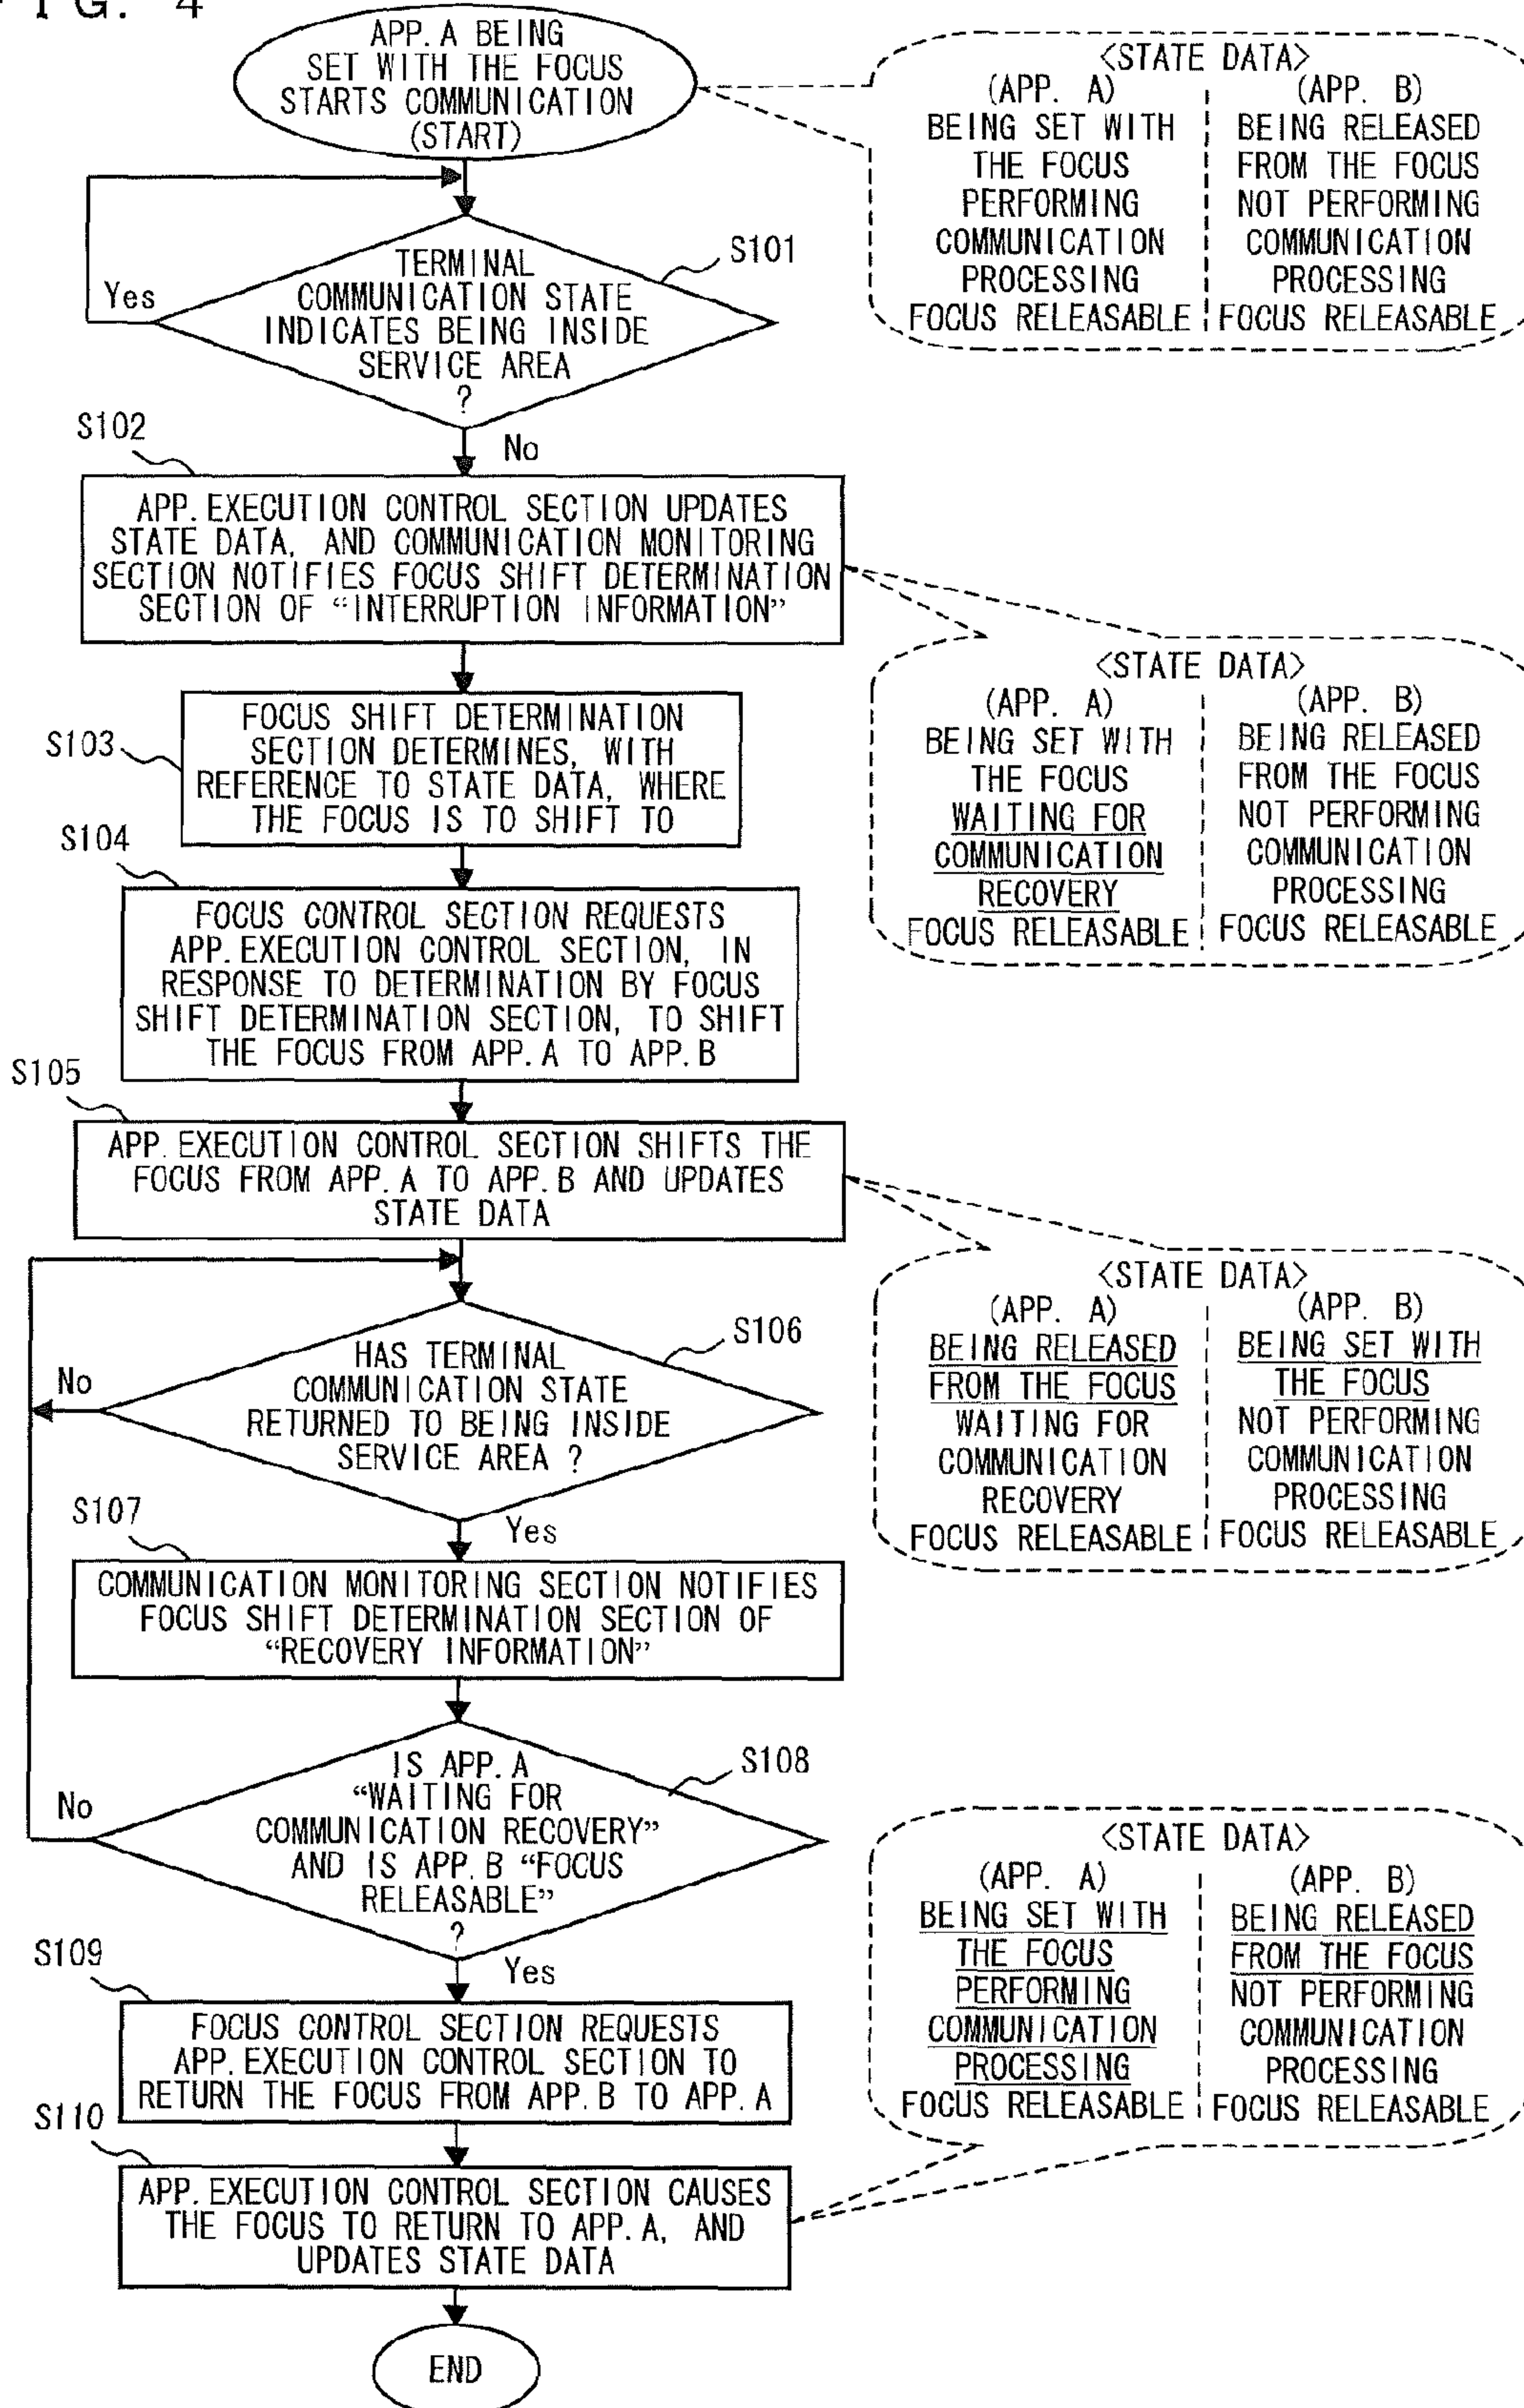 FIG. 4
APP. A BEING
SET WITH THE FOCUS
STARTS COMMUNICATION
(START)
<STATE DATA>
(APP. A)
BEING SET WITH
THE FOCUS
PERFORMING
COMMUNICATION
PROCESSING
FOCUS RELEASABLE
(APP. B)
BEING RELEASED
FROM THE FOCUS
NOT PERFORMING
COMMUNICATION
PROCESSING
FOCUS RELEASABLE
S101
TERMINAL
COMMUNICATION STATE
INDICATES BEING INSIDE
SERVICE AREA
?
Yes
No
S102
APP. EXECUTION CONTROL SECTION UPDATES
STATE DATA, AND COMMUNICATION MONITORING
SECTION NOTIFIES FOCUS SHIFT DETERMINATION
SECTION OF “INTERRUPTION INFORMATION”
<STATE DATA>
(APP. A)
BEING SET WITH
THE FOCUS
WAITING FOR
COMMUNICATION
RECOVERY
FOCUS RELEASABLE
(APP. B)
BEING RELEASED
FROM THE FOCUS
NOT PERFORMING
COMMUNICATION
PROCESSING
FOCUS RELEASABLE
S103
FOCUS SHIFT DETERMINATION
SECTION DETERMINES, WITH
REFERENCE TO STATE DATA, WHERE
THE FOCUS IS TO SHIFT TO
S104
FOCUS CONTROL SECTION REQUESTS
APP. EXECUTION CONTROL SECTION, IN
RESPONSE TO DETERMINATION BY FOCUS
SHIFT DETERMINATION SECTION, TO SHIFT
THE FOCUS FROM APP. A TO APP. B
S105
APP. EXECUTION CONTROL SECTION SHIFTS THE
FOCUS FROM APP. A TO APP. B AND UPDATES
STATE DATA
<STATE DATA>
(APP. A)
BEING RELEASED
FROM THE FOCUS
WAITING FOR
COMMUNICATION
RECOVERY
FOCUS RELEASABLE
(APP. B)
BEING SET WITH
THE FOCUS
NOT PERFORMING
COMMUNICATION
PROCESSING
FOCUS RELEASABLE
S106
HAS TERMINAL
COMMUNICATION STATE
RETURNED TO BEING INSIDE
SERVICE AREA ?
No
Yes
S107
COMMUNICATION MONITORING SECTION NOTIFIES
FOCUS SHIFT DETERMINATION SECTION OF
“RECOVERY INFORMATION”
S108
IS APP. A
“WAITING FOR
COMMUNICATION RECOVERY”
AND IS APP. B “FOCUS
RELEASABLE”
?
No
Yes
S109
FOCUS CONTROL SECTION REQUESTS
APP. EXECUTION CONTROL SECTION TO
RETURN THE FOCUS FROM APP. B TO APP. A
<STATE DATA>
(APP. A)
BEING SET WITH
THE FOCUS
PERFORMING
COMMUNICATION
PROCESSING
FOCUS RELEASABLE
(APP. B)
BEING RELEASED
FROM THE FOCUS
NOT PERFORMING
COMMUNICATION
PROCESSING
FOCUS RELEASABLE
S110
APP. EXECUTION CONTROL SECTION CAUSES
THE FOCUS TO RETURN TO APP. A, AND
UPDATES STATE DATA
END